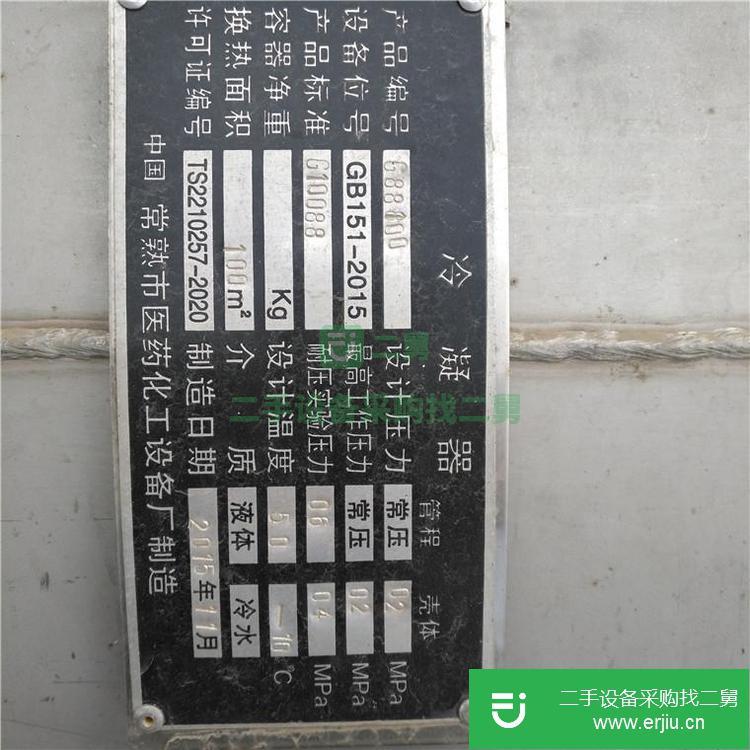 冷凝器
管程 壳体
产品编号 G88100 设计压力 常压 02 MPa
设备位号 GB151-2015 最高工作压力 常压 02 MPa
产品标准 G10088 耐压实验压力 06 04 MPa
容器净重 Kg 设计温度 50 -10 ℃
换热面积 100 m² 介质 液体 冷水
许可证编号 TS2210257-2020 制造日期 2015年11月
中国 常熟市医药化工设备厂制造
二舅
二手设备采购找二舅
二手设备采购找二舅
www.erjiu.cn